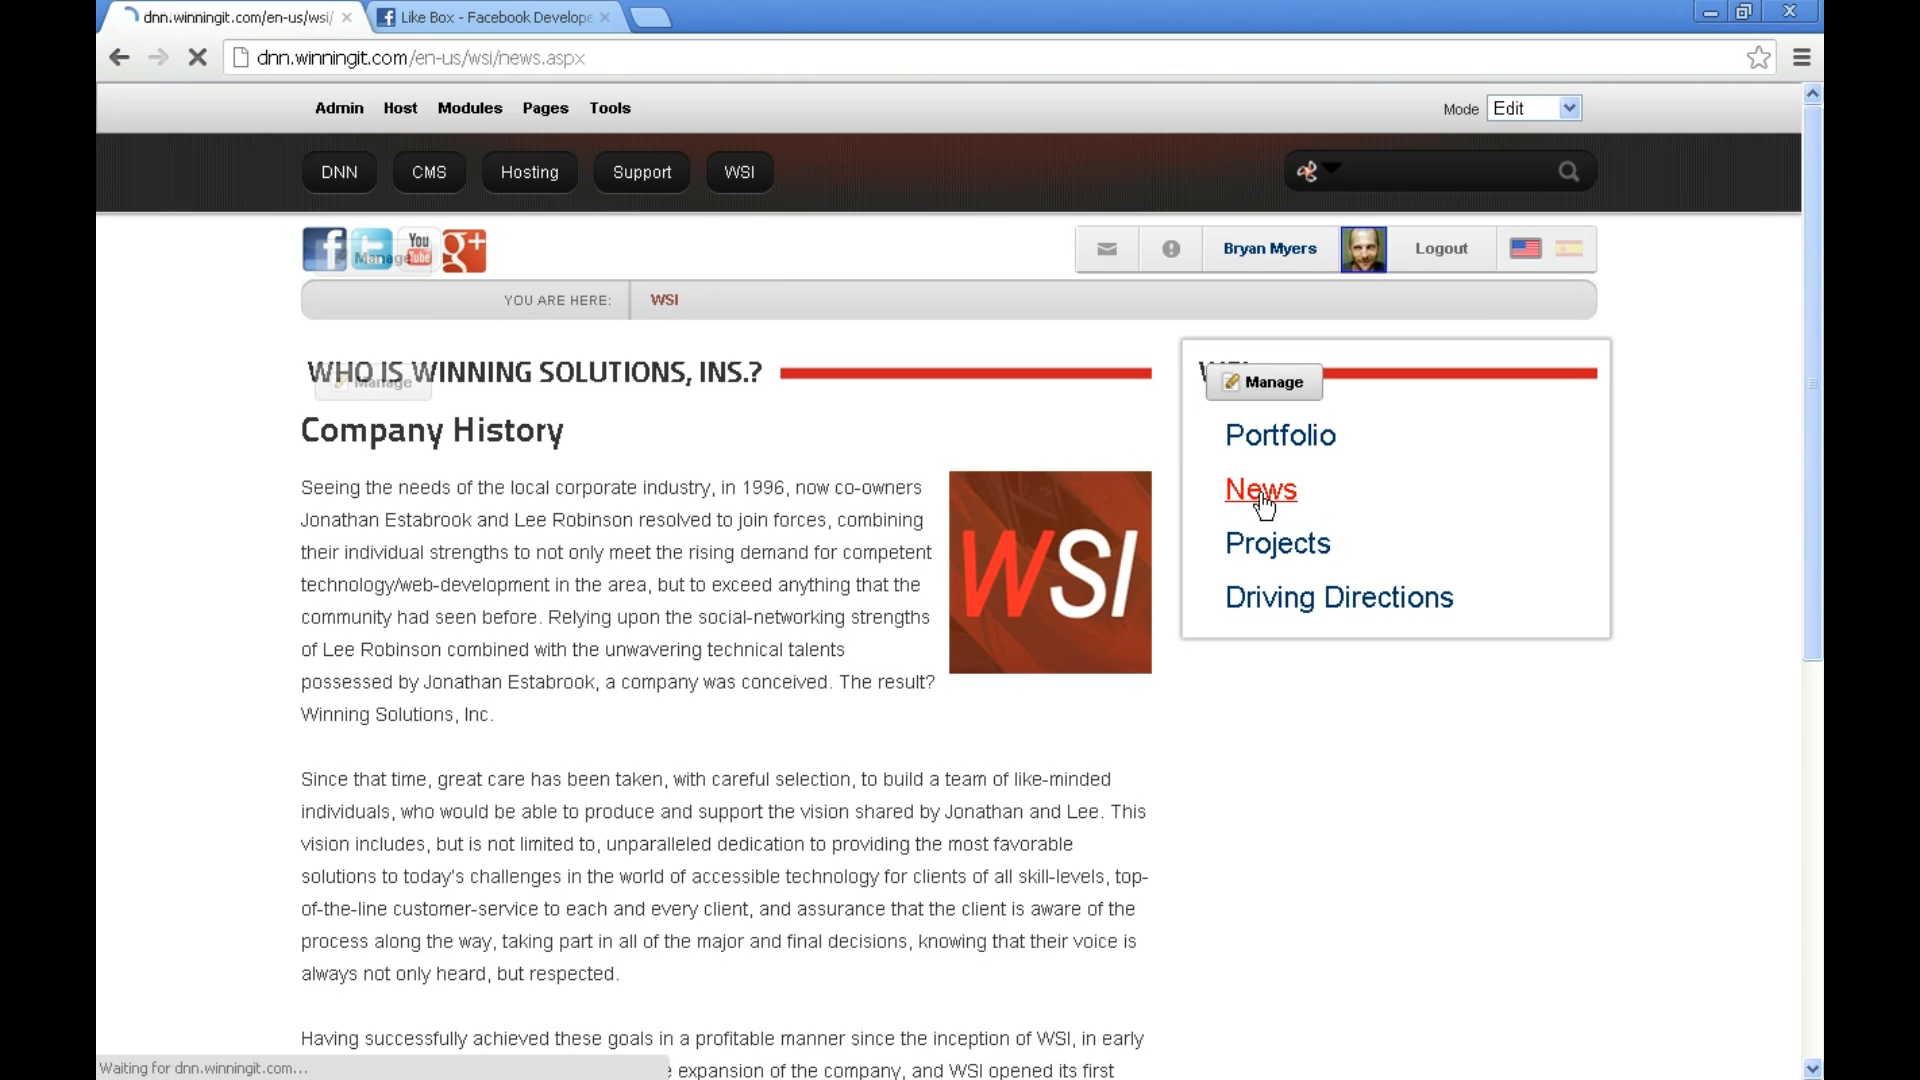 dnn.winningit.com/en-us/wsi/
Like Box - Facebook Develope
dnn.winningit.com/en-us/wsi/news.aspx
Admin Host Modules Pages Tools
Mode Edit
DNN CMS Hosting Support WSI
You Tube
g+
Manage
Bryan Myers
Logout
YOU ARE HERE: WSI
WHO IS WINNING SOLUTIONS, INS.?
Manage
Manage
Company History
Seeing the needs of the local corporate industry, in 1996, now co-owners
Jonathan Estabrook and Lee Robinson resolved to join forces, combining
their individual strengths to not only meet the rising demand for competent
technology/web-development in the area, but to exceed anything that the
community had seen before. Relying upon the social-networking strengths
of Lee Robinson combined with the unwavering technical talents
possessed by Jonathan Estabrook, a company was conceived. The result?
Winning Solutions, Inc.
WSI
Portfolio
News
Projects
Driving Directions
Since that time, great care has been taken, with careful selection, to build a team of like-minded
individuals, who would be able to produce and support the vision shared by Jonathan and Lee. This
vision includes, but is not limited to, unparalleled dedication to providing the most favorable
solutions to today's challenges in the world of accessible technology for clients of all skill-levels, top-
of-the-line customer-service to each and every client, and assurance that the client is aware of the
process along the way, taking part in all of the major and final decisions, knowing that their voice is
always not only heard, but respected.
Having successfully achieved these goals in a profitable manner since the inception of WSI, in early
expansion of the company, and WSI opened its first
Waiting for dnn.winningit.com...